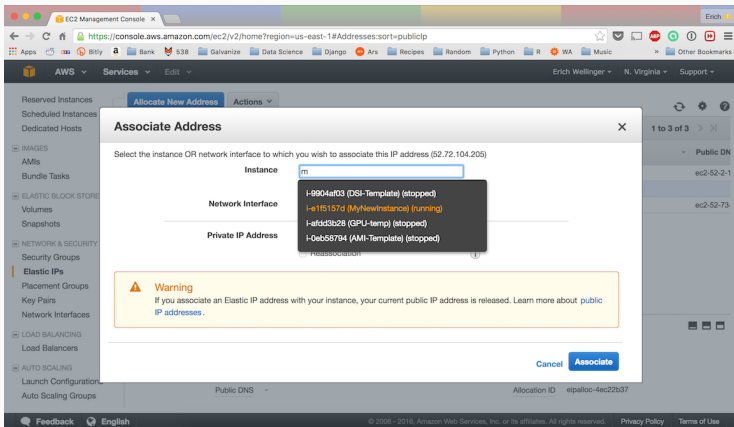 EC2 Management Console
Erich
https://console.aws.amazon.com/ec2/v2/home?region=us-east-1#Addresses:sort=publicIp
Apps
Bitly
Bank
538
Galvanize
Data Science
Django
Ars
Recipes
Random
Python
R
WA
Music
» Other Bookmarks
AWS
Services
Edit
Erich Wellinger
N. Virginia
Support
Reserved Instances
Scheduled Instances
Dedicated Hosts
IMAGES
AMIs
Bundle Tasks
ELASTIC BLOCK STORE
Volumes
Snapshots
NETWORK & SECURITY
Security Groups
Elastic IPs
Placement Groups
Key Pairs
Network Interfaces
LOAD BALANCING
Load Balancers
AUTO SCALING
Launch Configurations
Auto Scaling Groups
Allocate New Address
Actions
1 to 3 of 3
Public DN
ec2-52-2-1
ec2-52-73-
Associate Address
Select the instance OR network interface to which you wish to associate this IP address (52.72.104.205)
Instance
m
i-9904af03 (DSI-Template) (stopped)
i-e1f5157d (MyNewInstance) (running)
i-afdd3b28 (GPU-temp) (stopped)
i-0eb58794 (AMI-Template) (stopped)
Network Interface
Private IP Address
Reassociation
Warning
If you associate an Elastic IP address with your instance, your current public IP address is released. Learn more about public
IP addresses.
Cancel
Associate
Public DNS -
Allocation ID eipalloc-4ec22b37
Feedback
English
© 2008 - 2016, Amazon Web Services, Inc. or its affiliates. All rights reserved.
Privacy Policy
Terms of Use